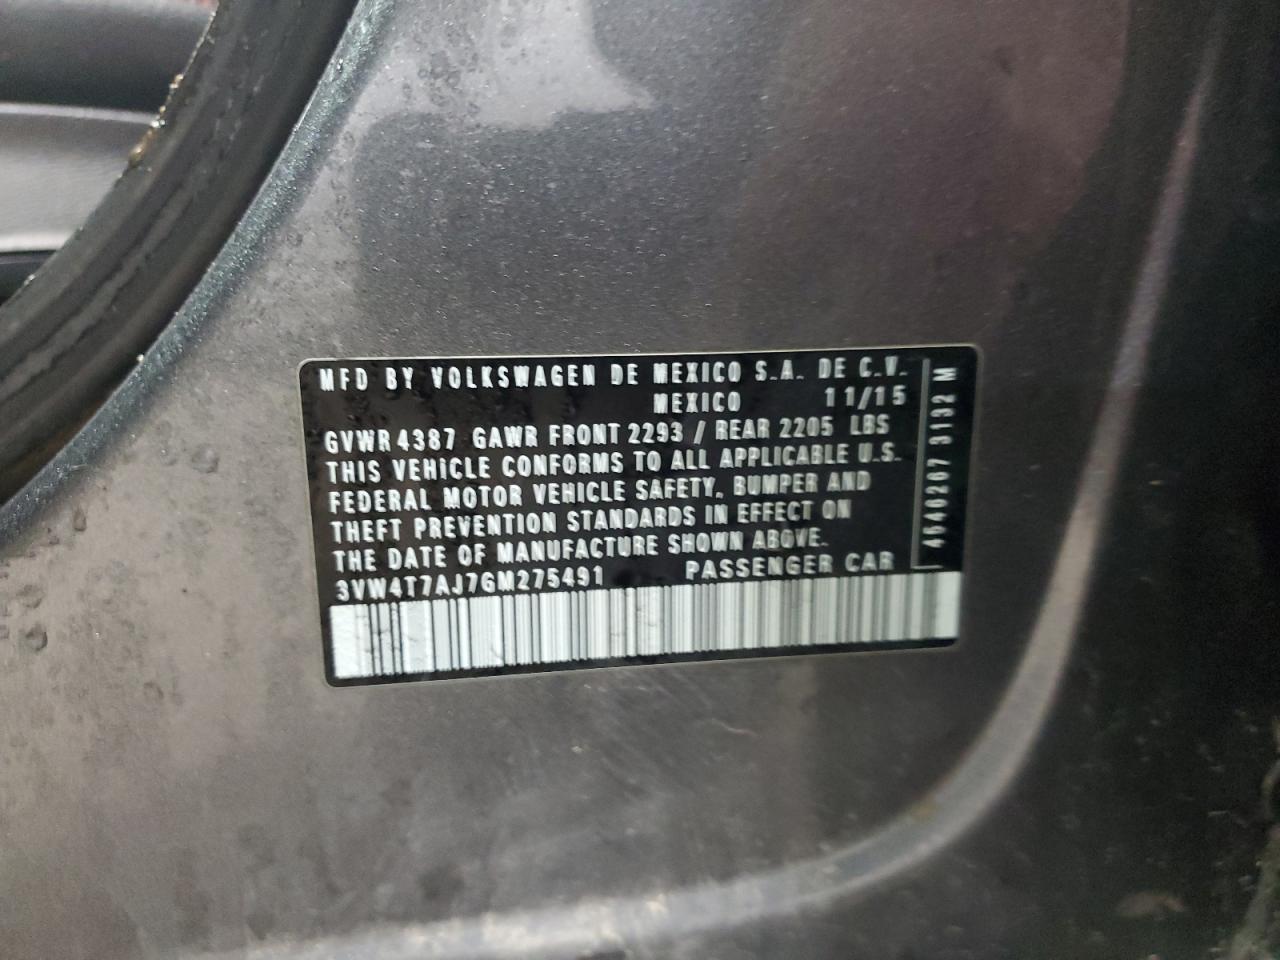 MFD BY VOLKSWAGEN DE MEXICO S.A. DE C.V.
MEXICO 11/15
GVWR 4387 GAWR FRONT 2293 / REAR 2205 LBS
THIS VEHICLE CONFORMS TO ALL APPLICABLE U.S.
FEDERAL MOTOR VEHICLE SAFETY, BUMPER AND
THEFT PREVENTION STANDARDS IN EFFECT ON
THE DATE OF MANUFACTURE SHOWN ABOVE.
3VW4T7AJ7GM275491 PASSENGER CAR
4640267 3132 M